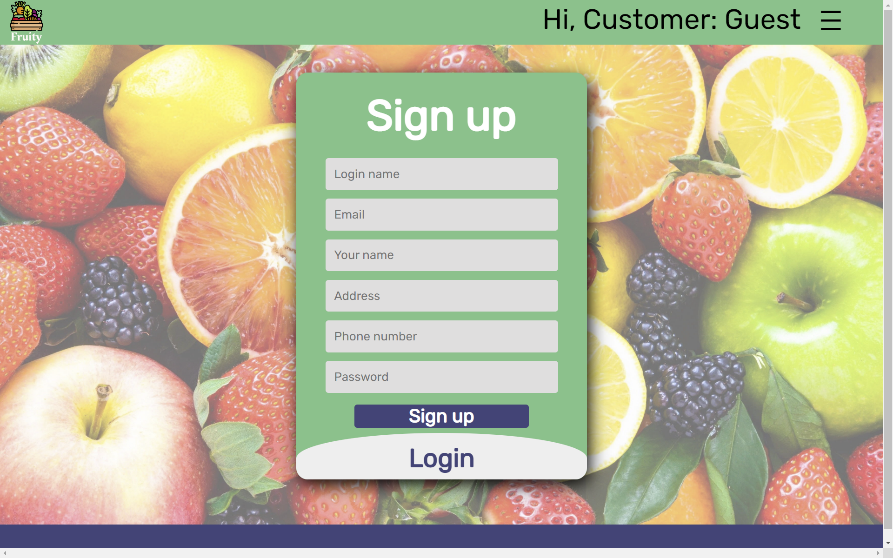 Fruity
Hi, Customer: Guest
Sign up
Login name
Email
Your name
Address
Phone number
Password
Sign up
Login